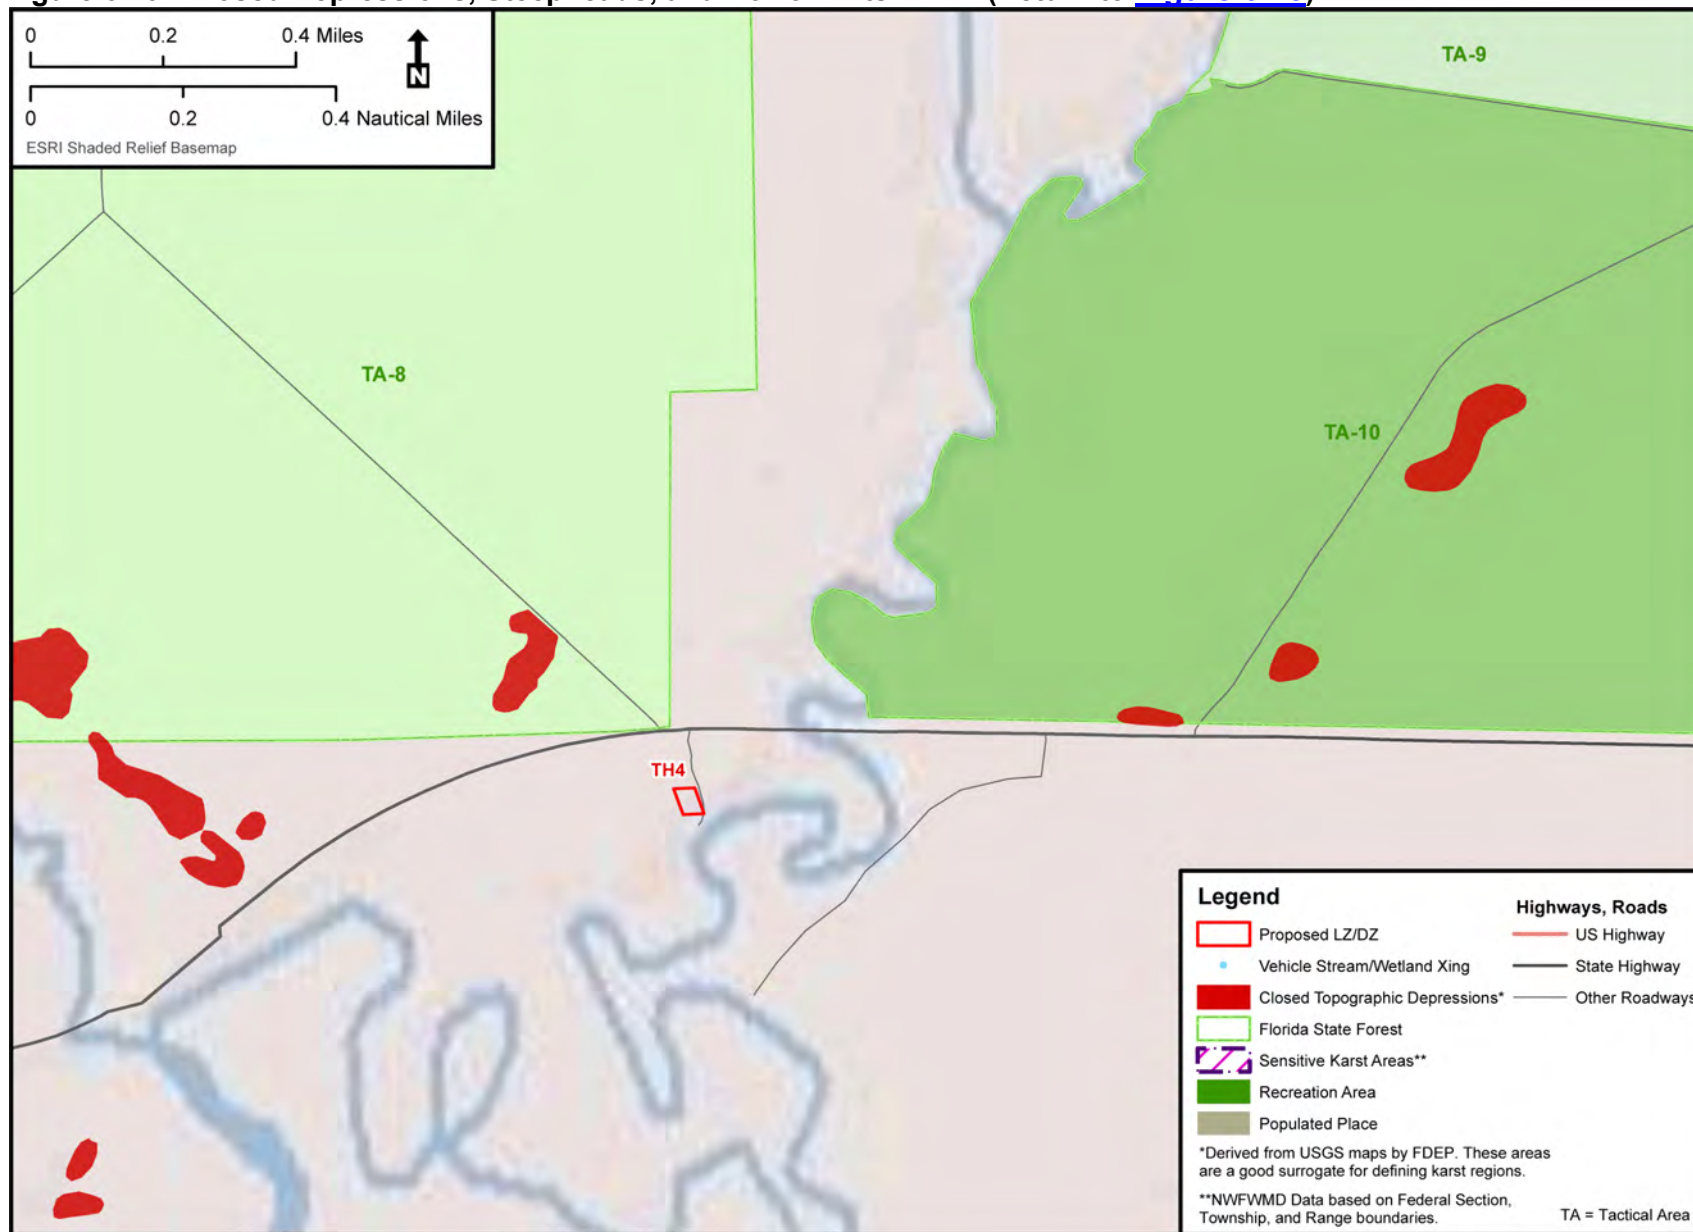 0 0.2 0.4 Miles
N
0 0.2 0.4 Nautical Miles
ESRI Shaded Relief Basemap
TA-9
TA-8
TA-10
TH4
Legend
Proposed LZ/DZ
Vehicle Stream/Wetland Xing
Closed Topographic Depressions*
Florida State Forest
Sensitive Karst Areas**
Recreation Area
Populated Place
Highways, Roads
US Highway
State Highway
Other Roadways
*Derived from USGS maps by FDEP. These areas
are a good surrogate for defining karst regions.
**NWFWMD Data based on Federal Section,
Township, and Range boundaries.
TA = Tactical Area